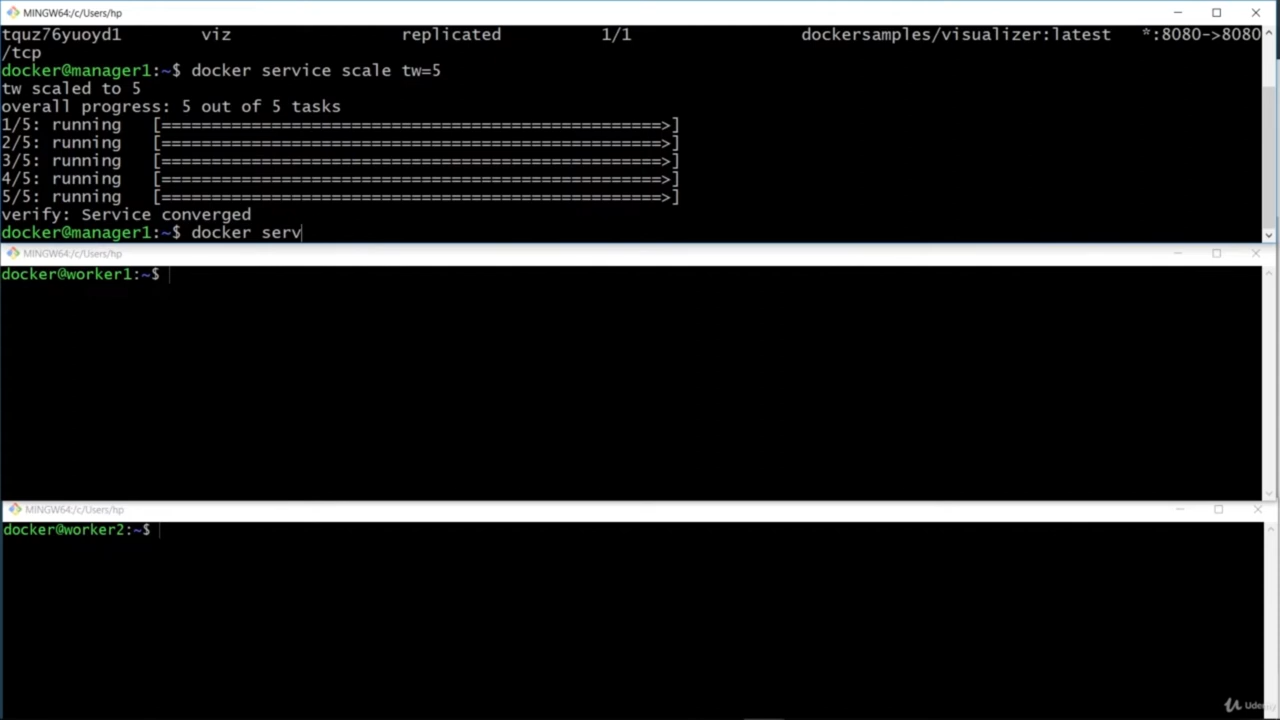 MINGW64:/c/Users/hp
tquz76yuoyd1 viz replicated 1/1 dockersamples/visualizer:latest *:8080->8080
/tcp
docker@manager1:~$ docker service scale tw=5
tw scaled to 5
overall progress: 5 out of 5 tasks
1/5: running [==================================================>]
2/5: running [==================================================>]
3/5: running [==================================================>]
4/5: running [==================================================>]
5/5: running [==================================================>]
verify: Service converged
docker@manager1:~$ docker serv
MINGW64:/c/Users/hp
docker@worker1:~$
MINGW64:/c/Users/hp
docker@worker2:~$
Udemy